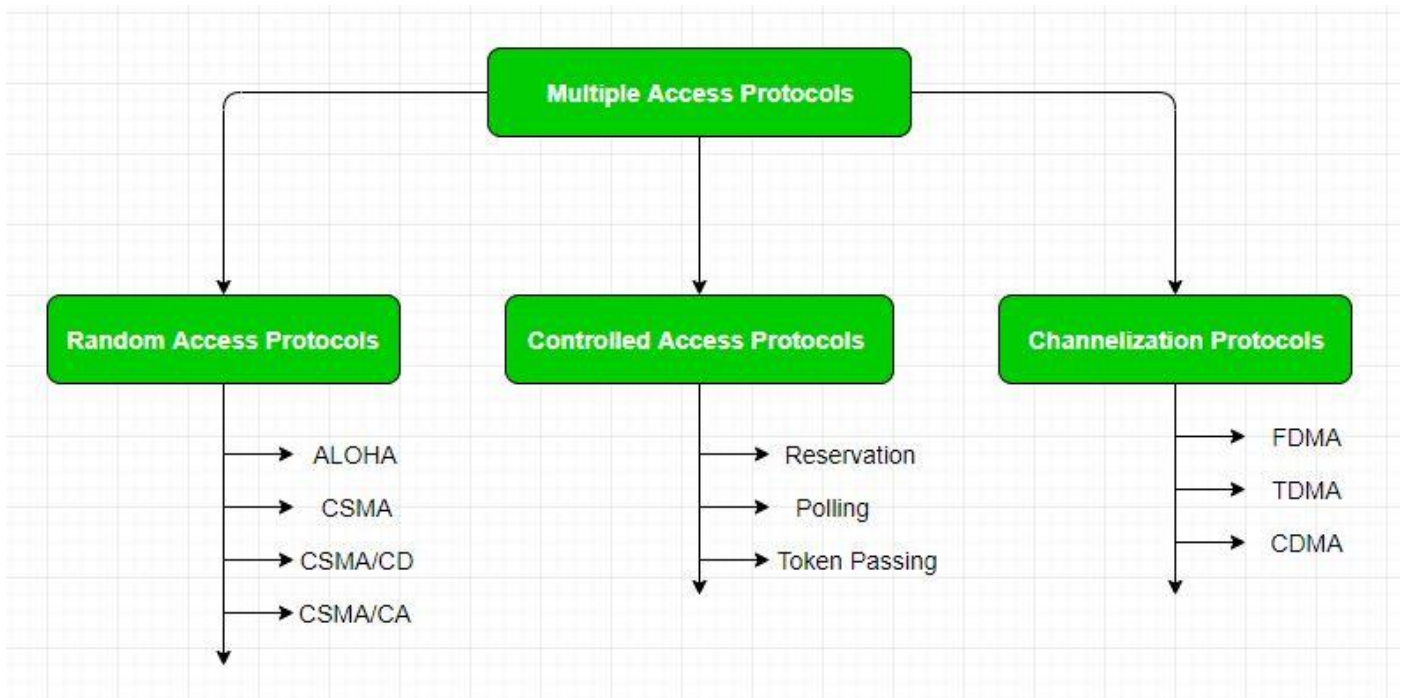 Multiple Access Protocols
Random Access Protocols
Controlled Access Protocols
Channelization Protocols
ALOHA
CSMA
CSMA/CD
CSMA/CA
Reservation
Polling
Token Passing
FDMA
TDMA
CDMA